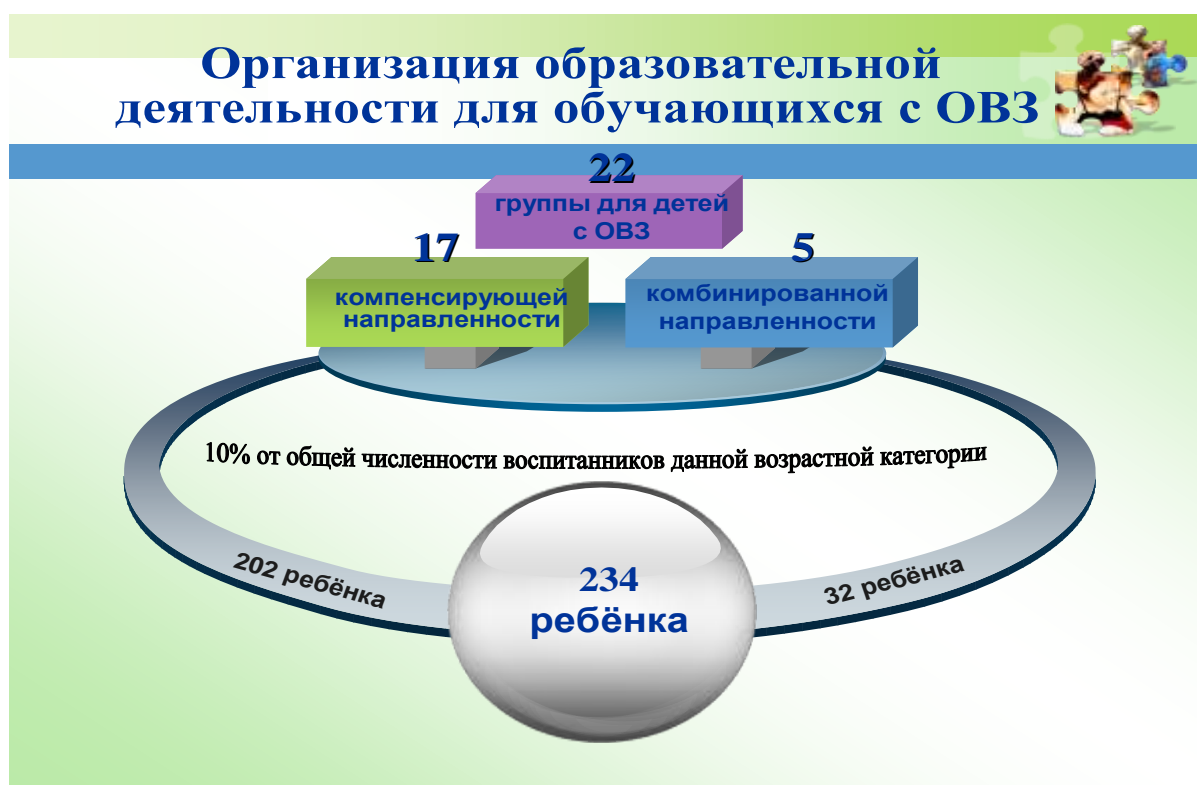 Организация образовательной
деятельности для обучающихся с ОВЗ
22
группы для детей
с ОВЗ
17
компенсирующей
направленности
5
комбинированной
направленности
10% от общей численности воспитанников данной возрастной категории
202 ребёнка
234
ребёнка
32 ребёнка